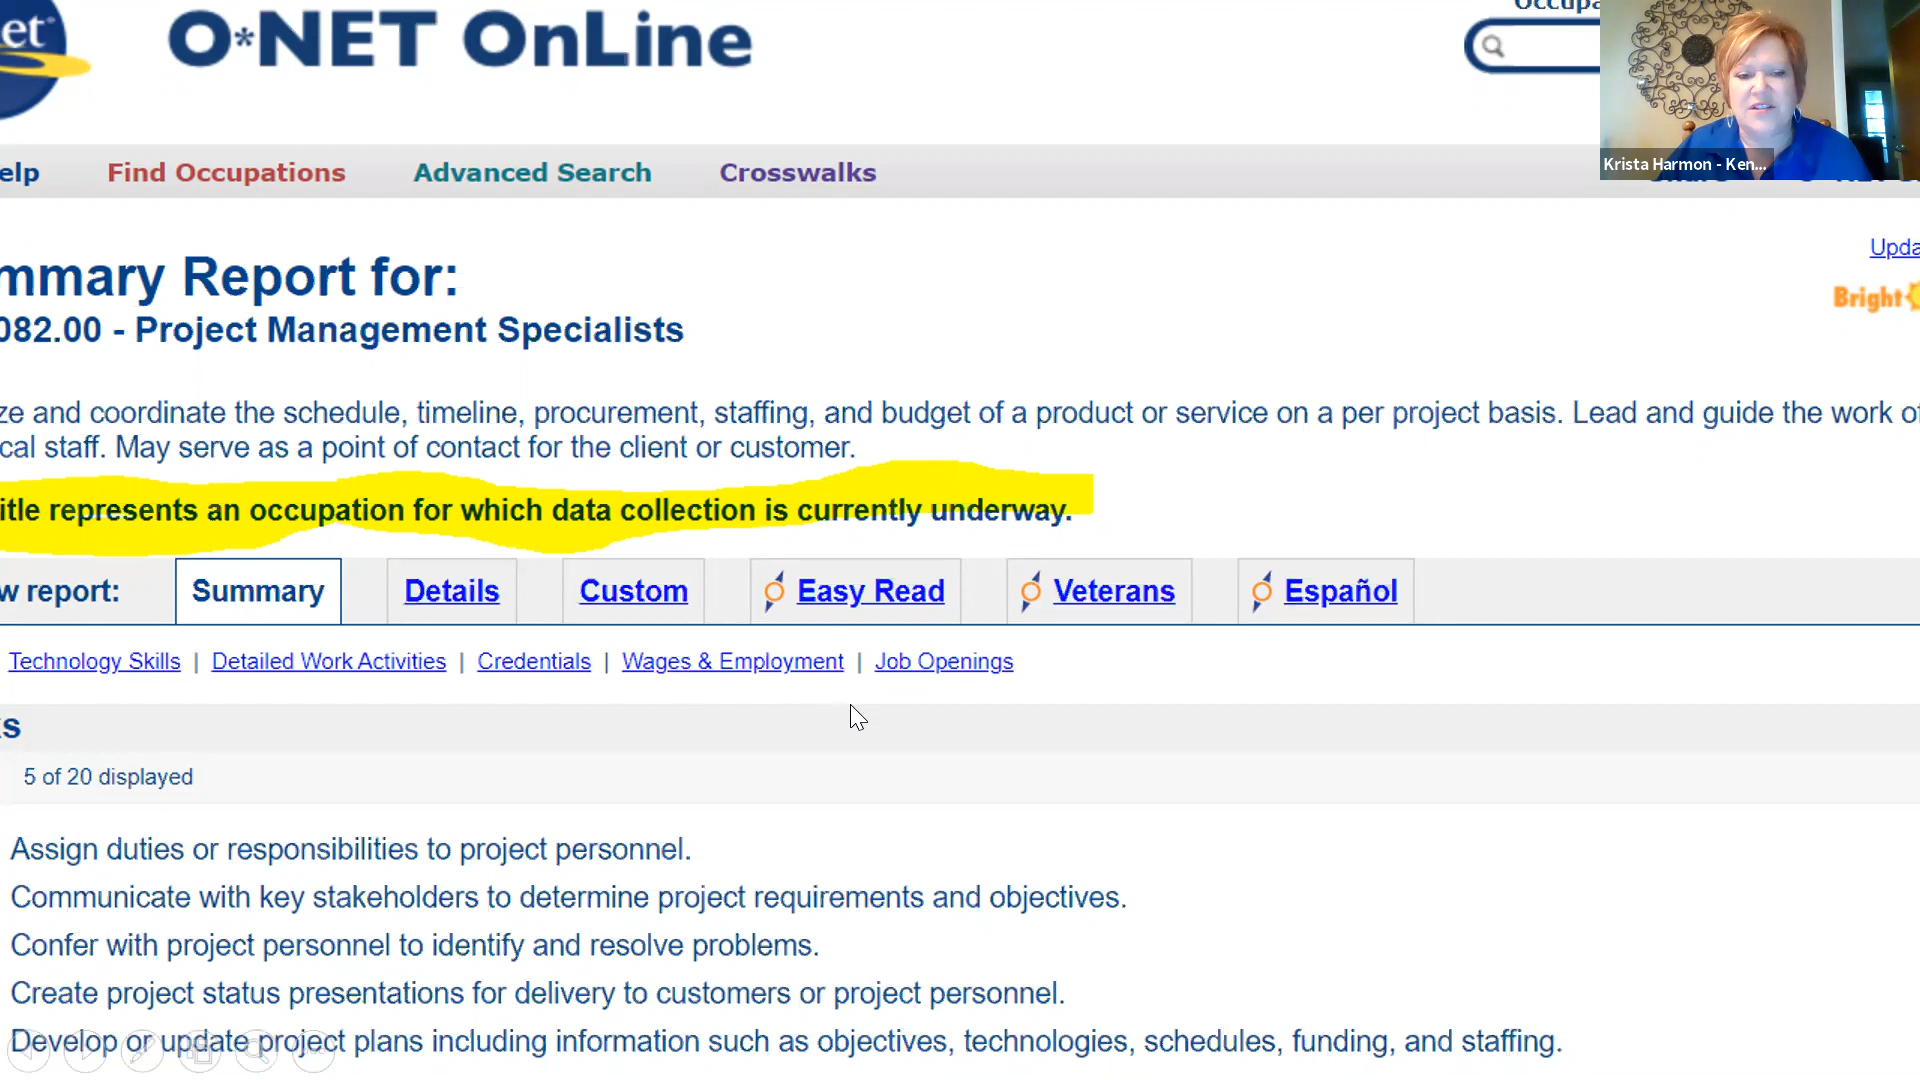 Occupa
et
O*NET OnLine
elp Find Occupations Advanced Search Crosswalks
Krista Harmon - Ken...
Upda
mmary Report for:
Bright
082.00 - Project Management Specialists
ze and coordinate the schedule, timeline, procurement, staffing, and budget of a product or service on a per project basis. Lead and guide the work of
cal staff. May serve as a point of contact for the client or customer.
itle represents an occupation for which data collection is currently underway.
w report: Summary Details Custom Easy Read Veterans Español
Technology Skills | Detailed Work Activities | Credentials | Wages & Employment | Job Openings
ks
5 of 20 displayed
Assign duties or responsibilities to project personnel.
Communicate with key stakeholders to determine project requirements and objectives.
Confer with project personnel to identify and resolve problems.
Create project status presentations for delivery to customers or project personnel.
Develop or update project plans including information such as objectives, technologies, schedules, funding, and staffing.